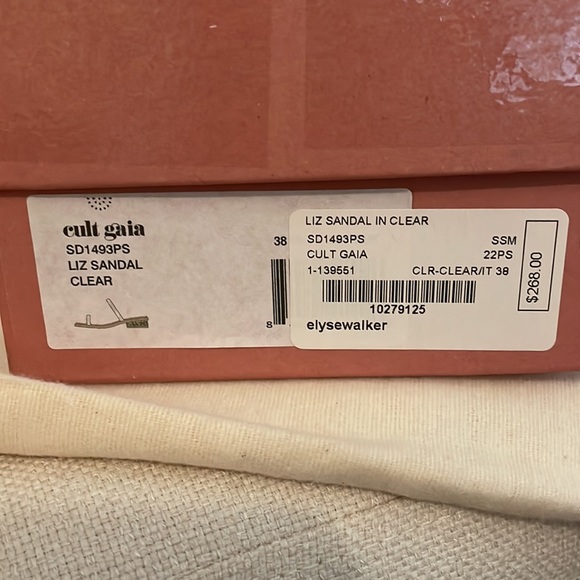 cult gaia
SD1493PS
LIZ SANDAL
CLEAR
38
8
LIZ SANDAL IN CLEAR
SD1493PS SSM
CULT GAIA 22PS
1-139551 CLR-CLEAR/IT 38
10279125
elysewalker
$268.00